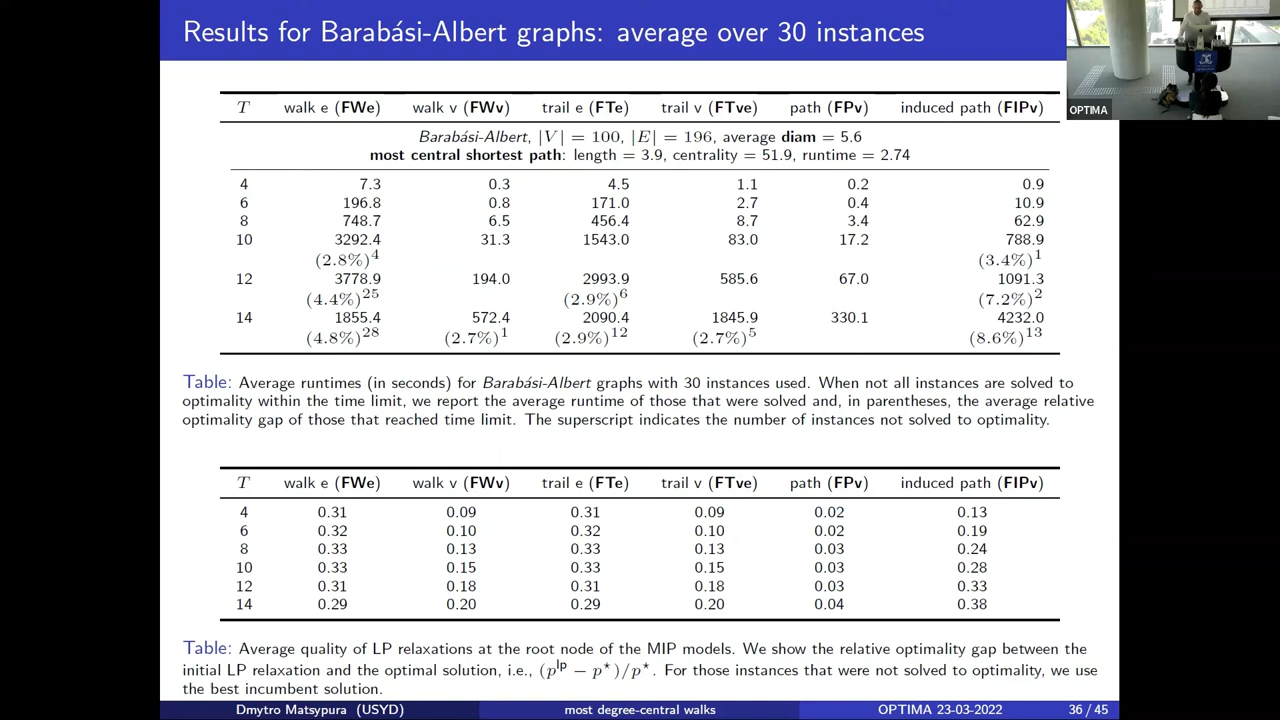 Results for Barabási-Albert graphs: average over 30 instances
OPTIMA
T walk e (FWe) walk v (FWv) trail e (FTe) trail v (FTve) path (FPv) induced path (FIPv)
Barabási-Albert, |V| = 100, |E| = 196, average diam = 5.6
most central shortest path: length = 3.9, centrality = 51.9, runtime = 2.74
4 7.3 0.3 4.5 1.1 0.2 0.9
6 196.8 0.8 171.0 2.7 0.4 10.9
8 748.7 6.5 456.4 8.7 3.4 62.9
10 3292.4 31.3 1543.0 83.0 17.2 788.9
(2.8%)⁴ (3.4%)¹
12 3778.9 194.0 2993.9 585.6 67.0 1091.3
(4.4%)²⁵ (2.9%)⁶ (7.2%)²
14 1855.4 572.4 2090.4 1845.9 330.1 4232.0
(4.8%)²⁸ (2.7%)¹ (2.9%)¹² (2.7%)⁵ (8.6%)¹³
Table: Average runtimes (in seconds) for Barabási-Albert graphs with 30 instances used. When not all instances are solved to
optimality within the time limit, we report the average runtime of those that were solved and, in parentheses, the average relative
optimality gap of those that reached time limit. The superscript indicates the number of instances not solved to optimality.
T walk e (FWe) walk v (FWv) trail e (FTe) trail v (FTve) path (FPv) induced path (FIPv)
4 0.31 0.09 0.31 0.09 0.02 0.13
6 0.32 0.10 0.32 0.10 0.02 0.19
8 0.33 0.13 0.33 0.13 0.03 0.24
10 0.33 0.15 0.33 0.15 0.03 0.28
12 0.31 0.18 0.31 0.18 0.03 0.33
14 0.29 0.20 0.29 0.20 0.04 0.38
Table: Average quality of LP relaxations at the root node of the MIP models. We show the relative optimality gap between the
initial LP relaxation and the optimal solution, i.e., (p^lp − p*)/p*. For those instances that were not solved to optimality, we use
the best incumbent solution.
Dmytro Matsypura (USYD) most degree-central walks OPTIMA 23-03-2022 36 / 45